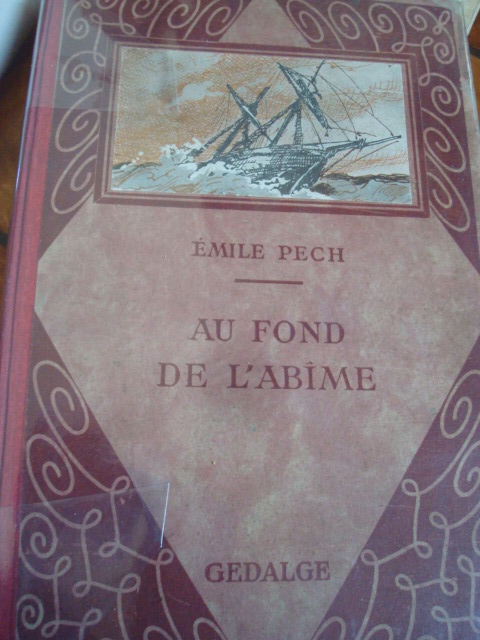 ÉMILE PECH
AU FOND
DE L'ABÎME
GEDALGE